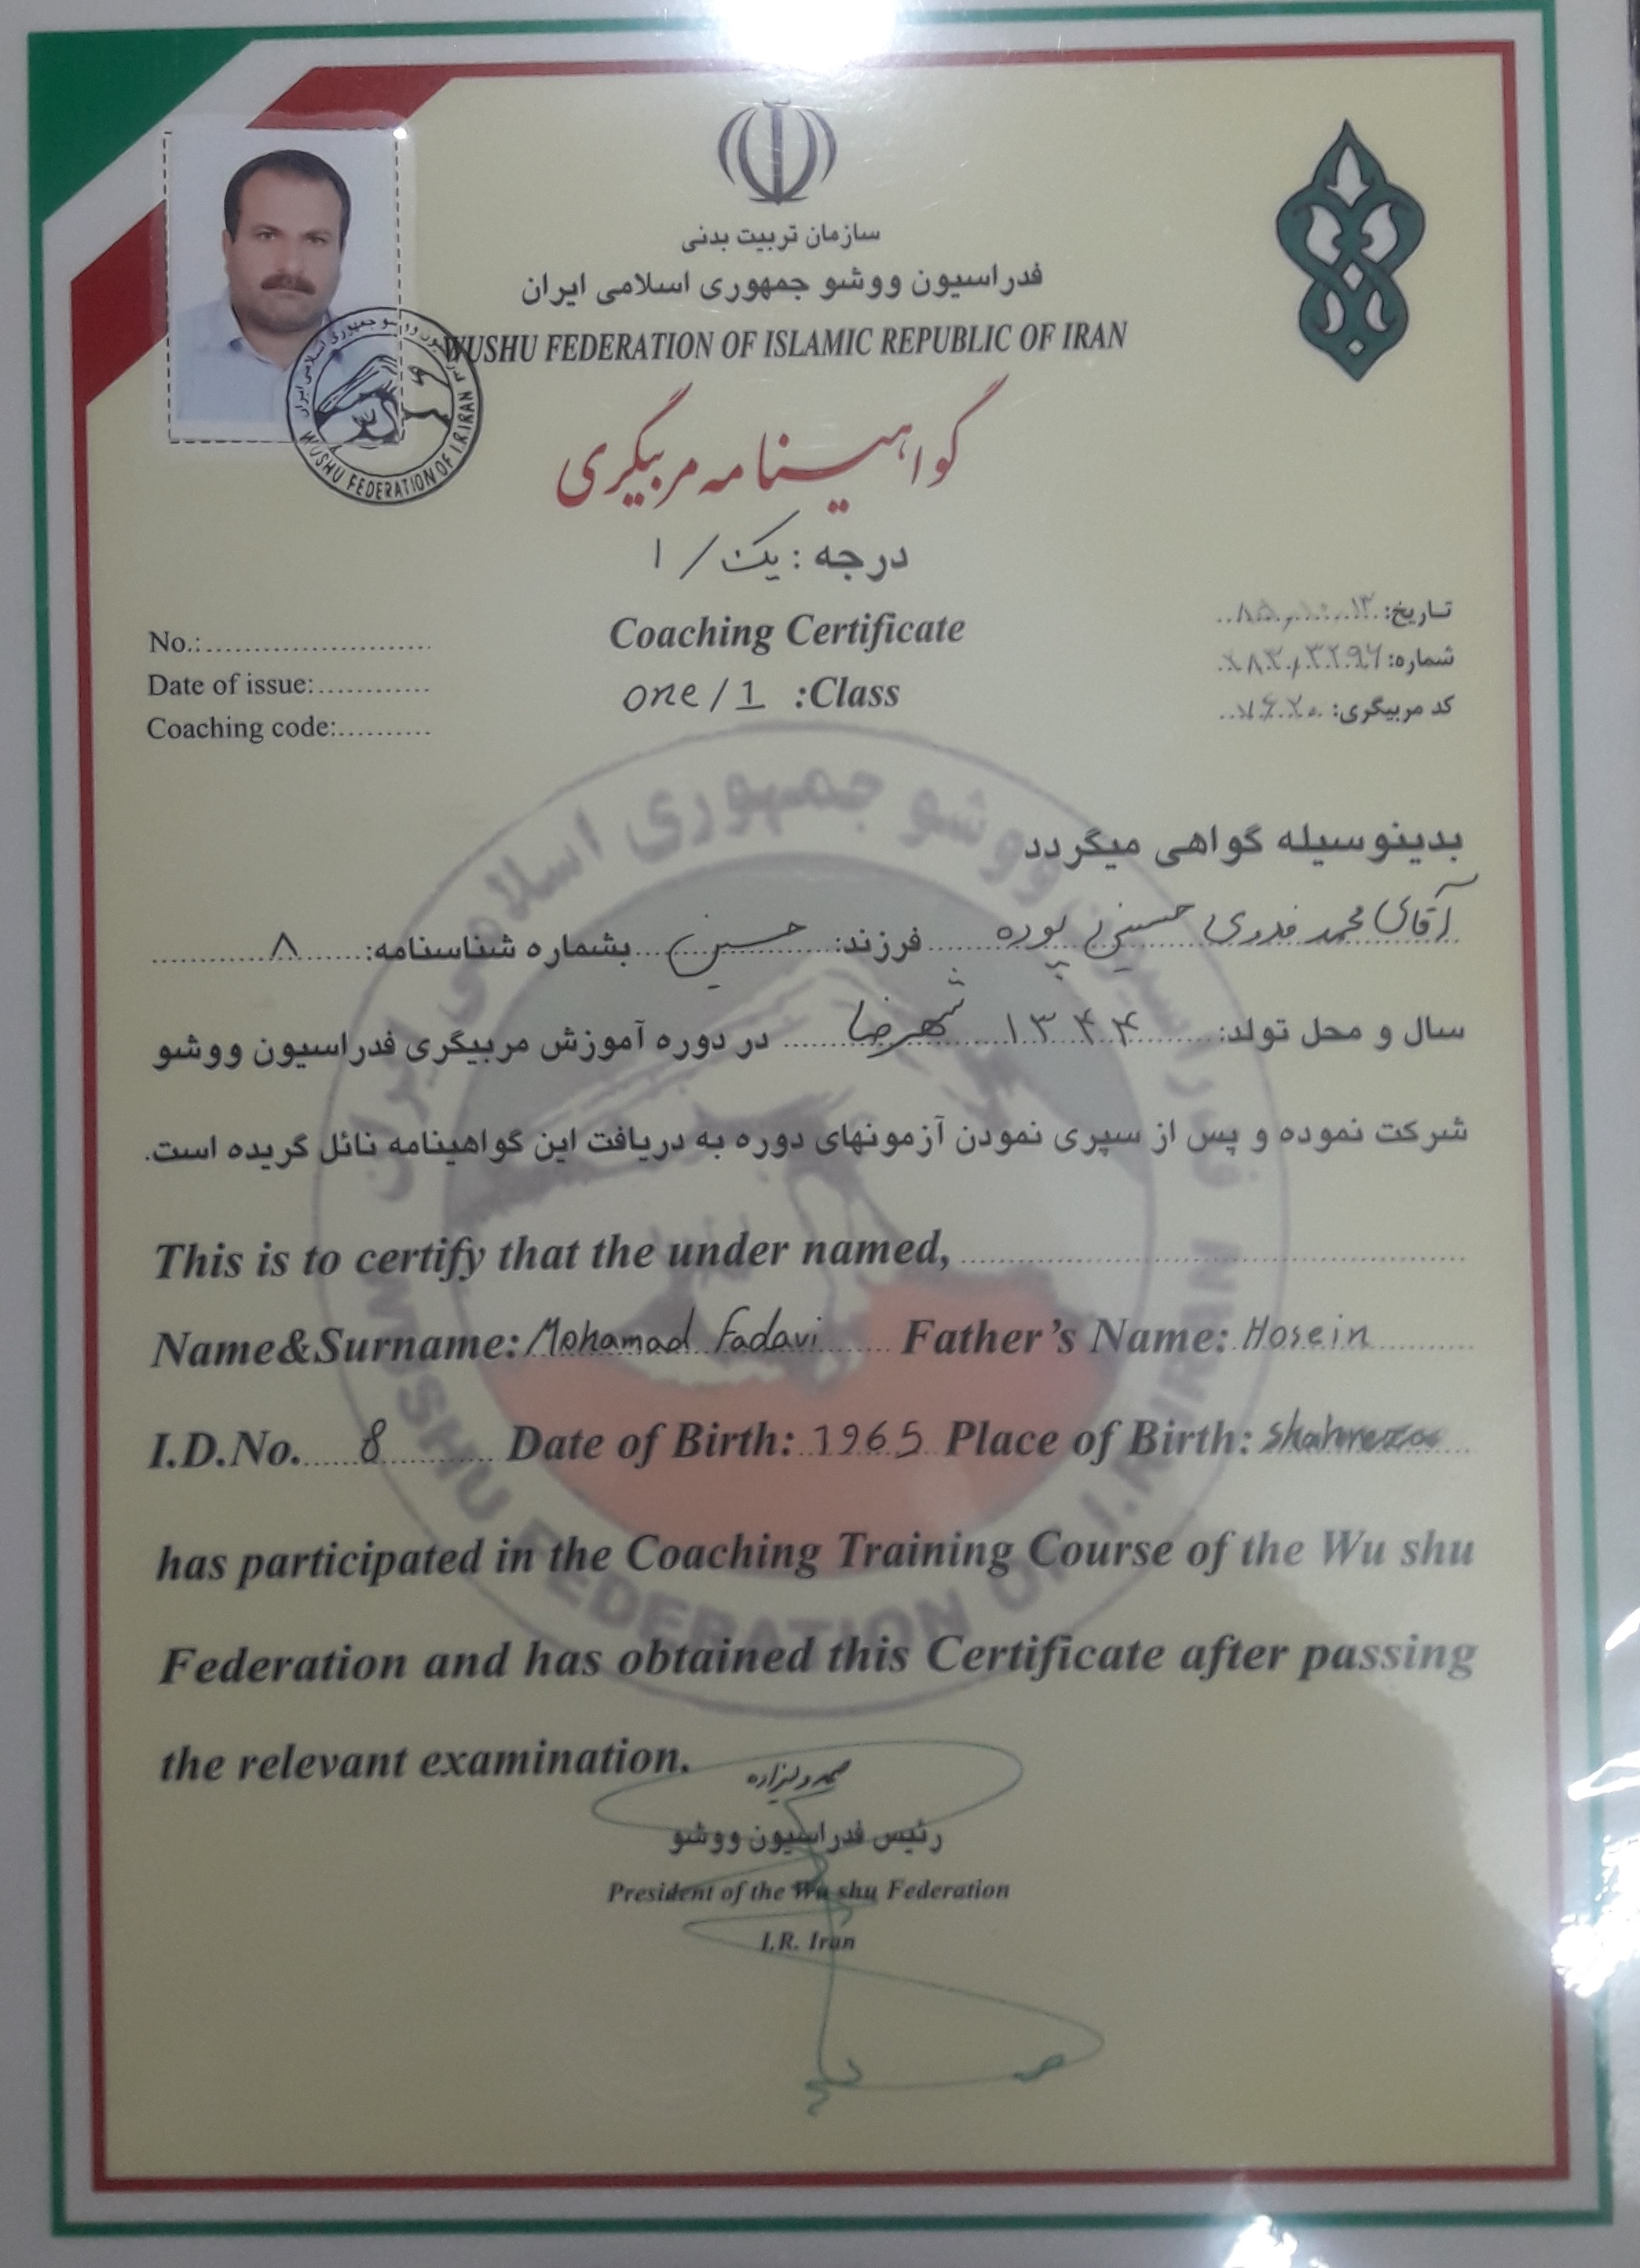 سازمان تربیت بدنی
فدراسیون ووشو جمهوری اسلامی ایران
WUSHU FEDERATION OF ISLAMIC REPUBLIC OF IRAN
WUSHU FEDERATION OF I.R.IRAN
گواهینامه مربیگری
درجه : یک / ۱
Coaching Certificate
one / 1 :Class
No.:
Date of issue:
Coaching code:
تاریخ:
شماره:
کد مربیگری:
بدینوسیله گواهی میگردد
آقای محمد فدوی حسینی پوره فرزند: حسین بشماره شناسنامه: ۸
سال و محل تولد: ۱۳۴۴ شهرضا در دوره آموزش مربیگری فدراسیون ووشو
شرکت نموده و پس از سپری نمودن آزمونهای دوره به دریافت این گواهینامه نائل گریده است.
This is to certify that the under named,
Name&Surname: Mohamad Fadavi Father's Name: Hosein
I.D.No. 8 Date of Birth: 1965 Place of Birth: Shahreza
has participated in the Coaching Training Course of the Wu shu
Federation and has obtained this Certificate after passing
the relevant examination.
رئیس فدراسیون ووشو
President of the Wu shu Federation
I.R. Iran